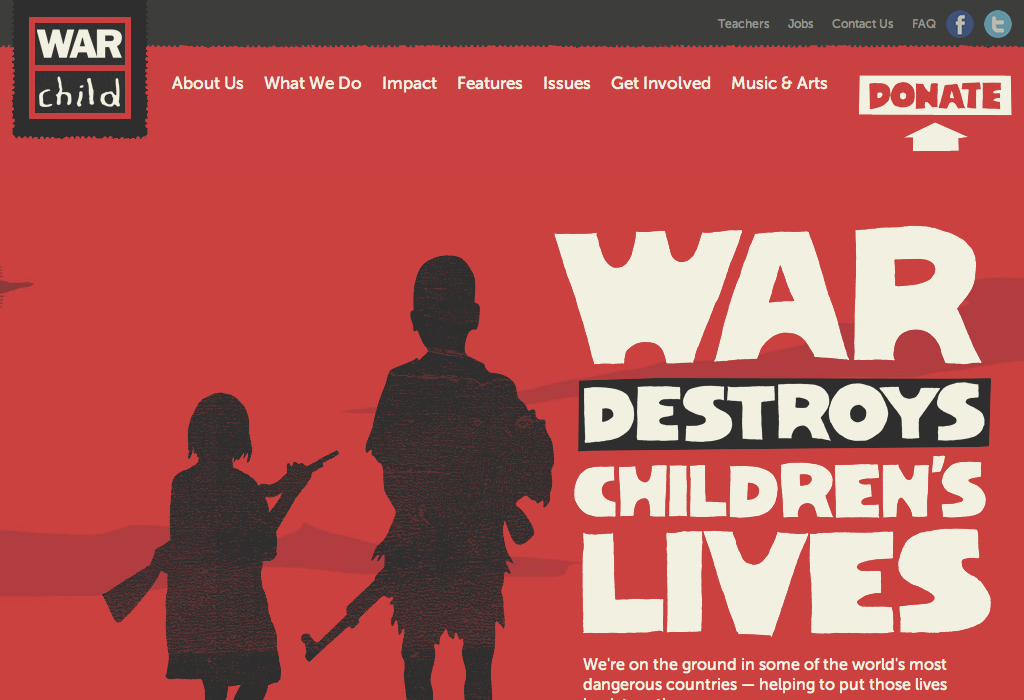 Teachers Jobs Contact Us FAQ f t
WAR
child
About Us What We Do Impact Features Issues Get Involved Music & Arts
DONATE
WAR
DESTROYS
CHILDREN'S
LIVES
We're on the ground in some of the world's most
dangerous countries — helping to put those lives